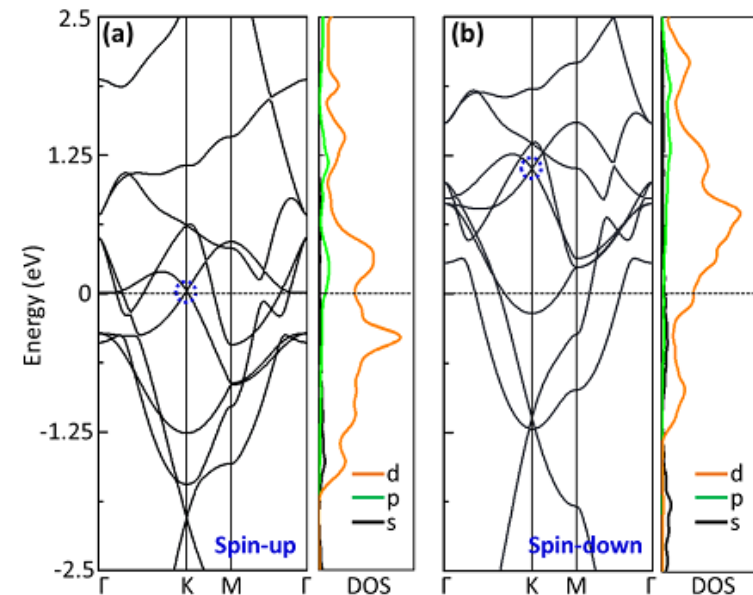 2.5
1.25
0
-1.25
-2.5
Energy (eV)
(a)
d
p
s
Spin-up
Γ K M Γ DOS
(b)
d
p
s
Spin-down
Γ K M Γ DOS